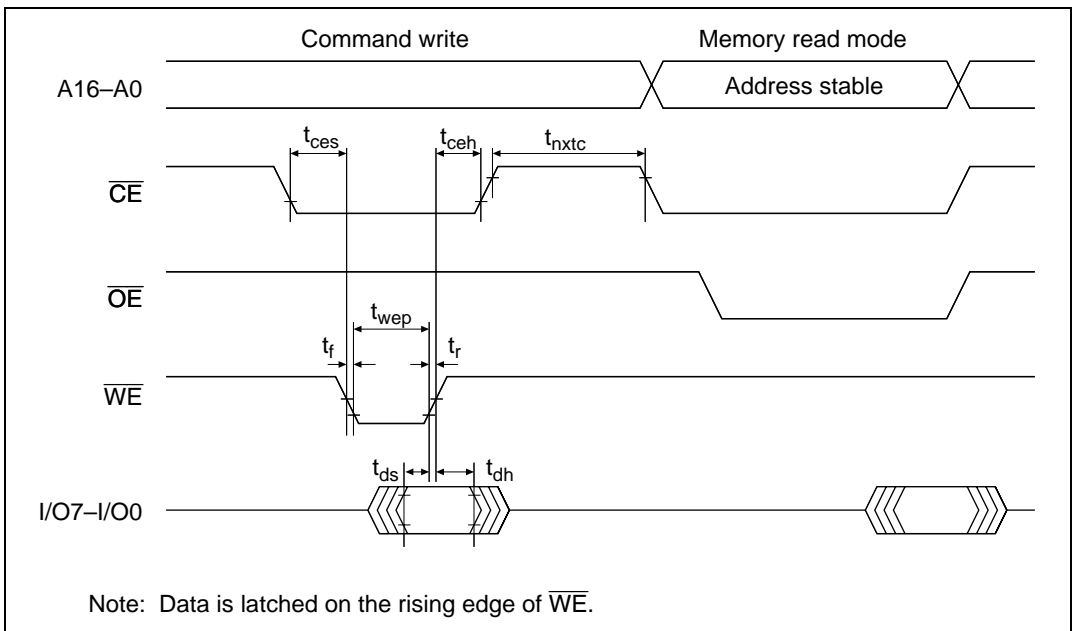 Command write Memory read mode
A16–A0 Address stable
tces tceh tnxtc
CE
OE
twep
tf tr
WE
tds tdh
I/O7–I/O0
Note: Data is latched on the rising edge of WE.